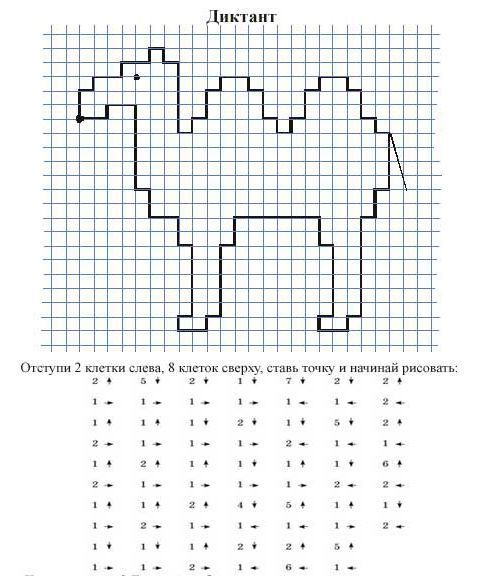 Диктант
Отступи 2 клетки слева, 8 клеток сверху, ставь точку и начинай рисовать:
2 ↑ 5 ↓ 2 ↓ 1 ↓ 7 ↓ 2 ↓ 2 ↑
1 → 1 → 1 → 1 → 1 ← 1 ← 2 ←
1 ↑ 1 ↑ 1 ↓ 2 ↓ 1 ↓ 5 ↓ 2 ↑
2 → 1 → 1 → 1 → 2 ← 1 ← 1 ←
1 ↑ 2 ↑ 1 ↑ 1 ↓ 1 ↑ 1 ↓ 6 ↑
2 → 1 → 1 → 1 → 1 → 2 ← 2 ←
1 ↑ 1 ↑ 2 ↑ 4 ↓ 5 ↑ 1 ↑ 1 ↓
1 → 2 → 1 → 1 ← 1 ← 1 → 2 ←
1 ↓ 1 ↓ 1 ↑ 2 ↓ 2 ↑ 5 ↑
1 → 1 → 2 → 1 ← 6 ← 1 ←